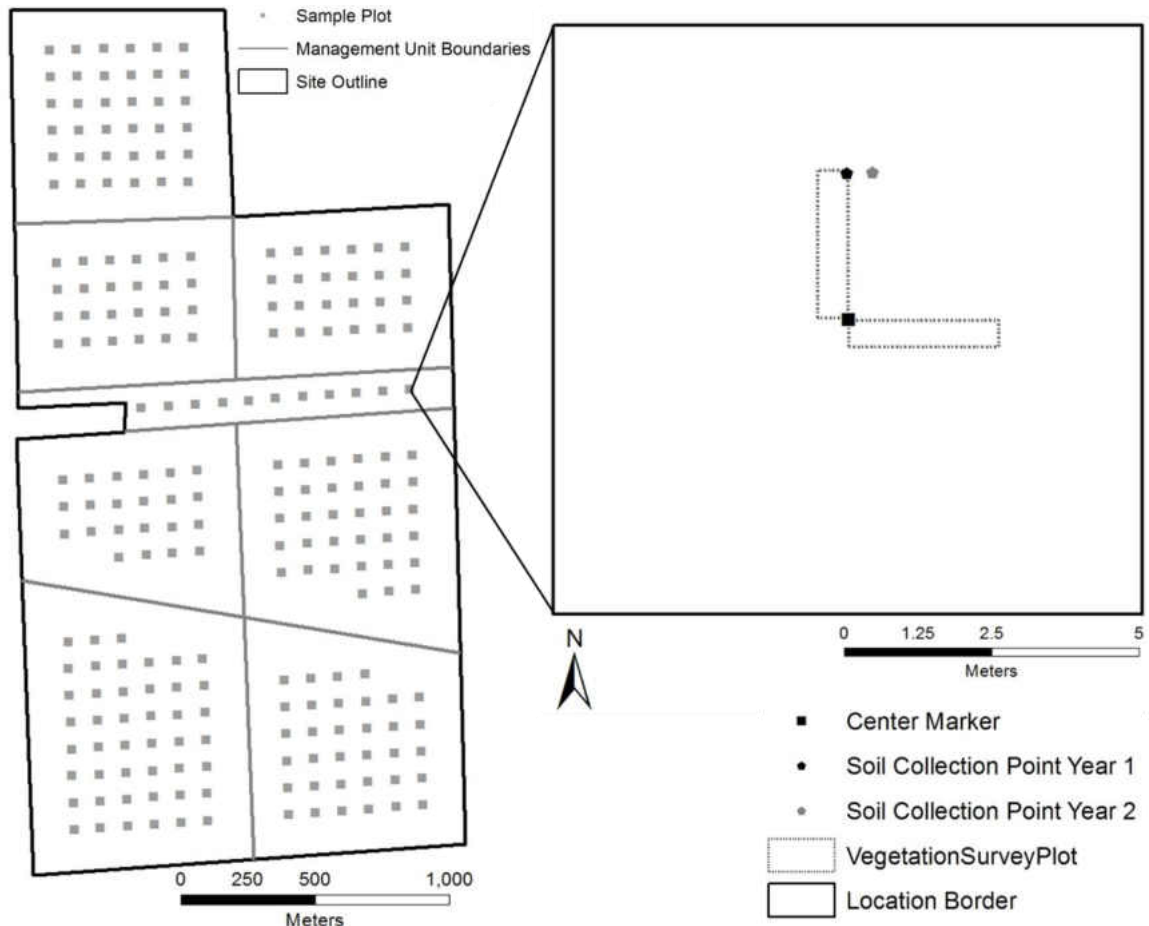 Sample Plot
Management Unit Boundaries
Site Outline
N
0 1.25 2.5 5
Meters
Center Marker
Soil Collection Point Year 1
Soil Collection Point Year 2
VegetationSurveyPlot
Location Border
0 250 500 1,000
Meters